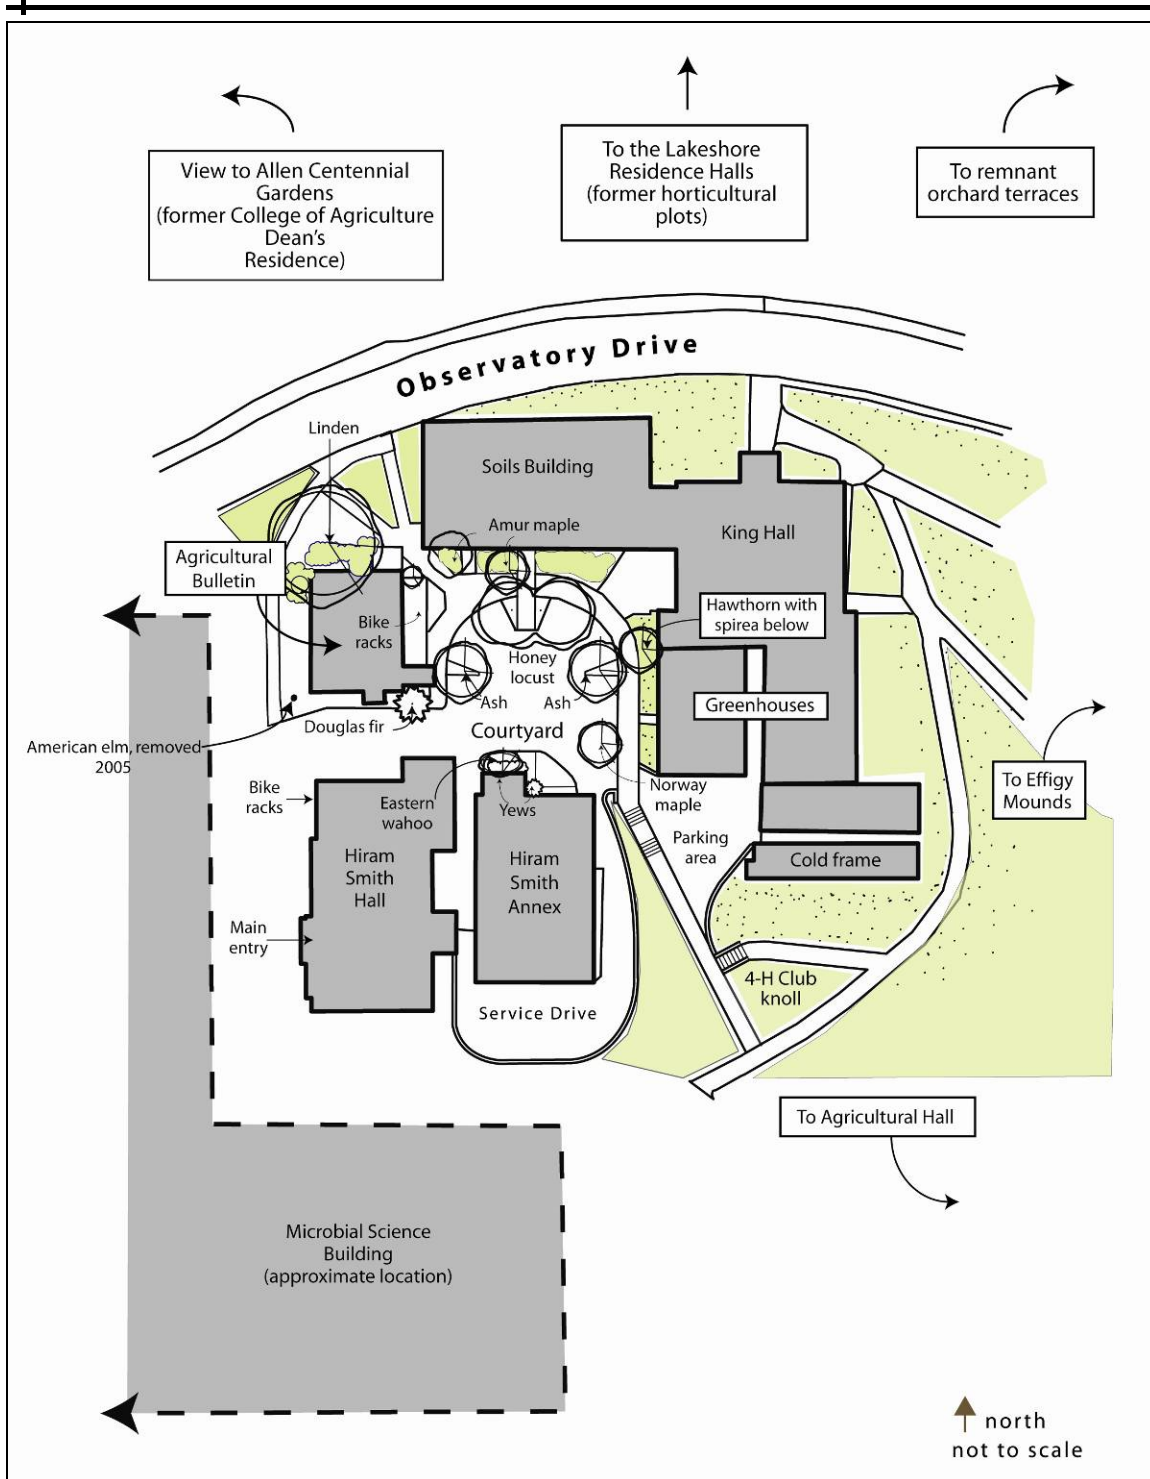 View to Allen Centennial
Gardens
(former College of Agriculture
Dean's
Residence)
To the Lakeshore
Residence Halls
(former horticultural
plots)
To remnant
orchard terraces
Observatory Drive
Linden
Soils Building
Amur maple
King Hall
Agricultural
Bulletin
Bike
racks
Hawthorn with
spirea below
Honey
locust
Ash
Ash
Greenhouses
Douglas fir
Courtyard
American elm, removed
2005
Bike
racks
Eastern
wahoo
Yews
Norway
maple
To Effigy
Mounds
Parking
area
Hiram
Smith
Hall
Hiram
Smith
Annex
Cold frame
Main
entry
4-H Club
knoll
Service Drive
To Agricultural Hall
Microbial Science
Building
(approximate location)
north
not to scale